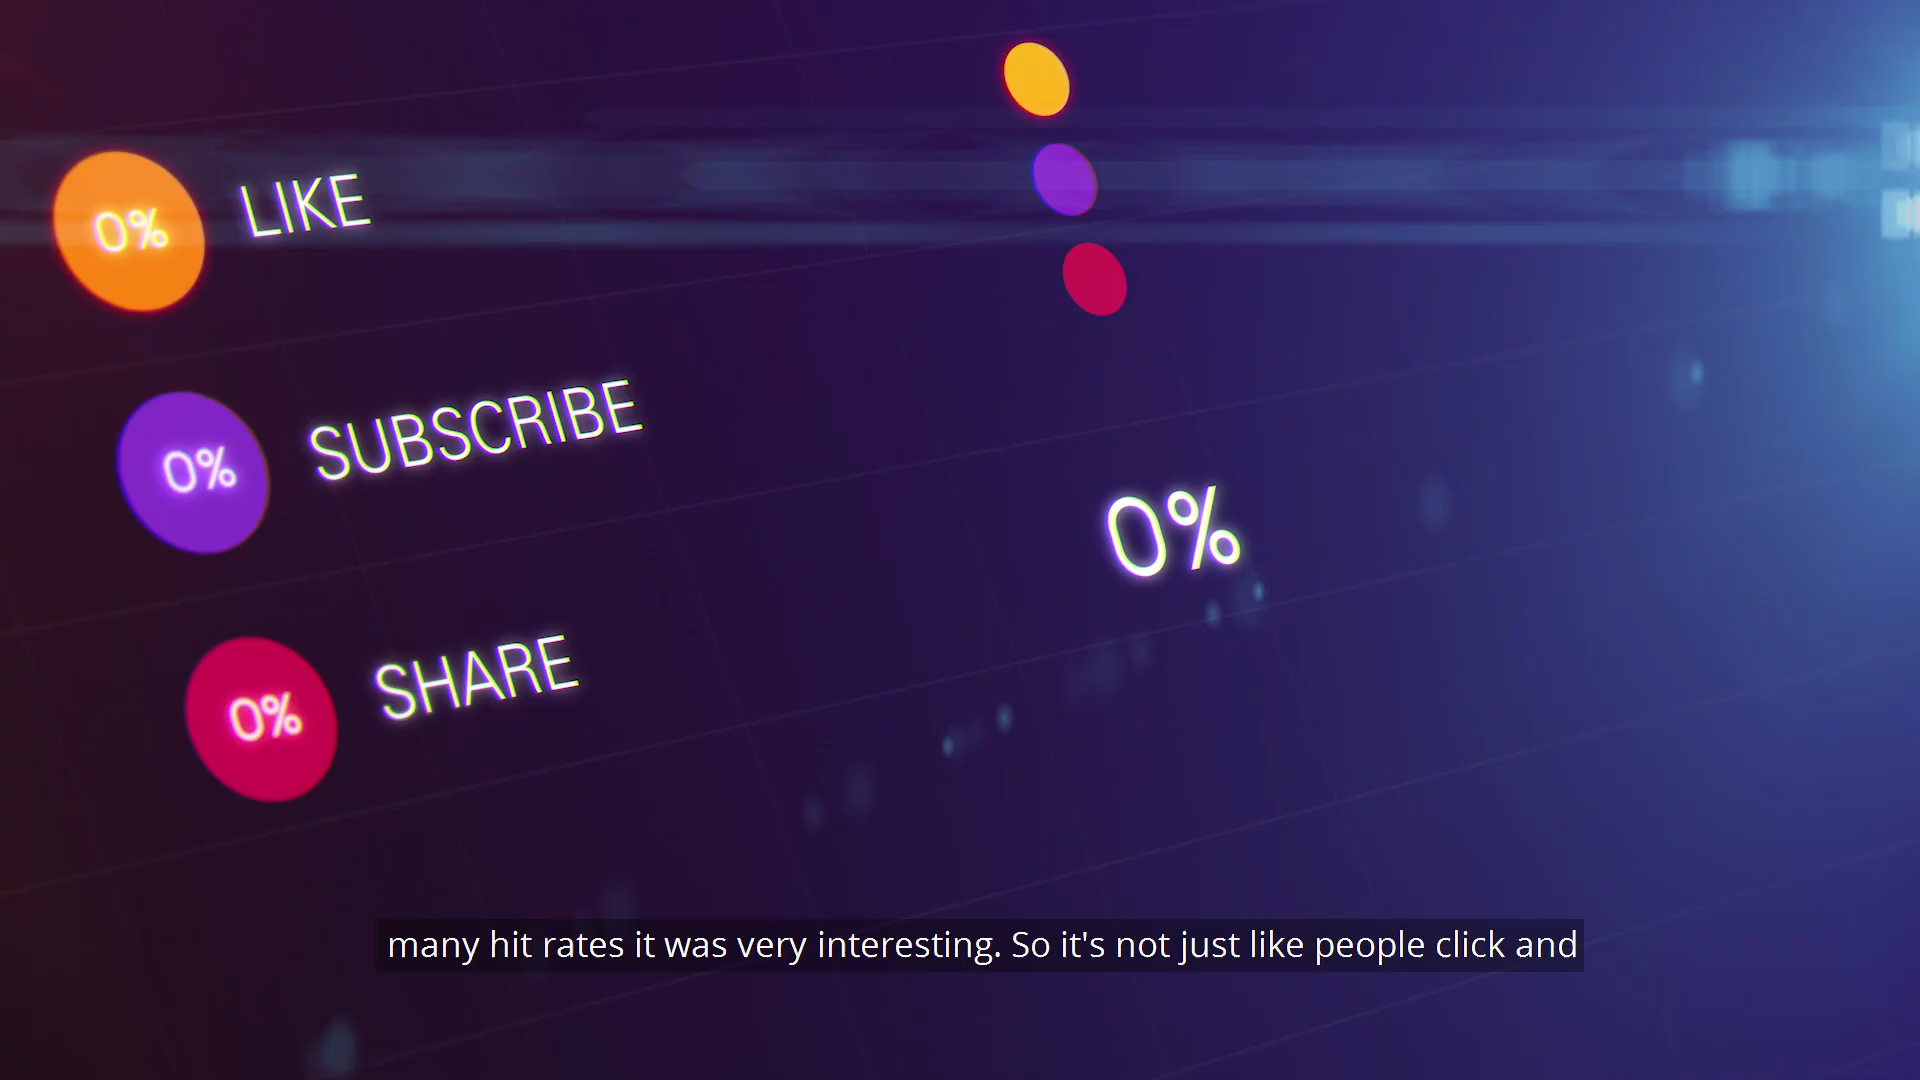 0% LIKE
0% SUBSCRIBE
0%
0% SHARE
many hit rates it was very interesting. So it's not just like people click and